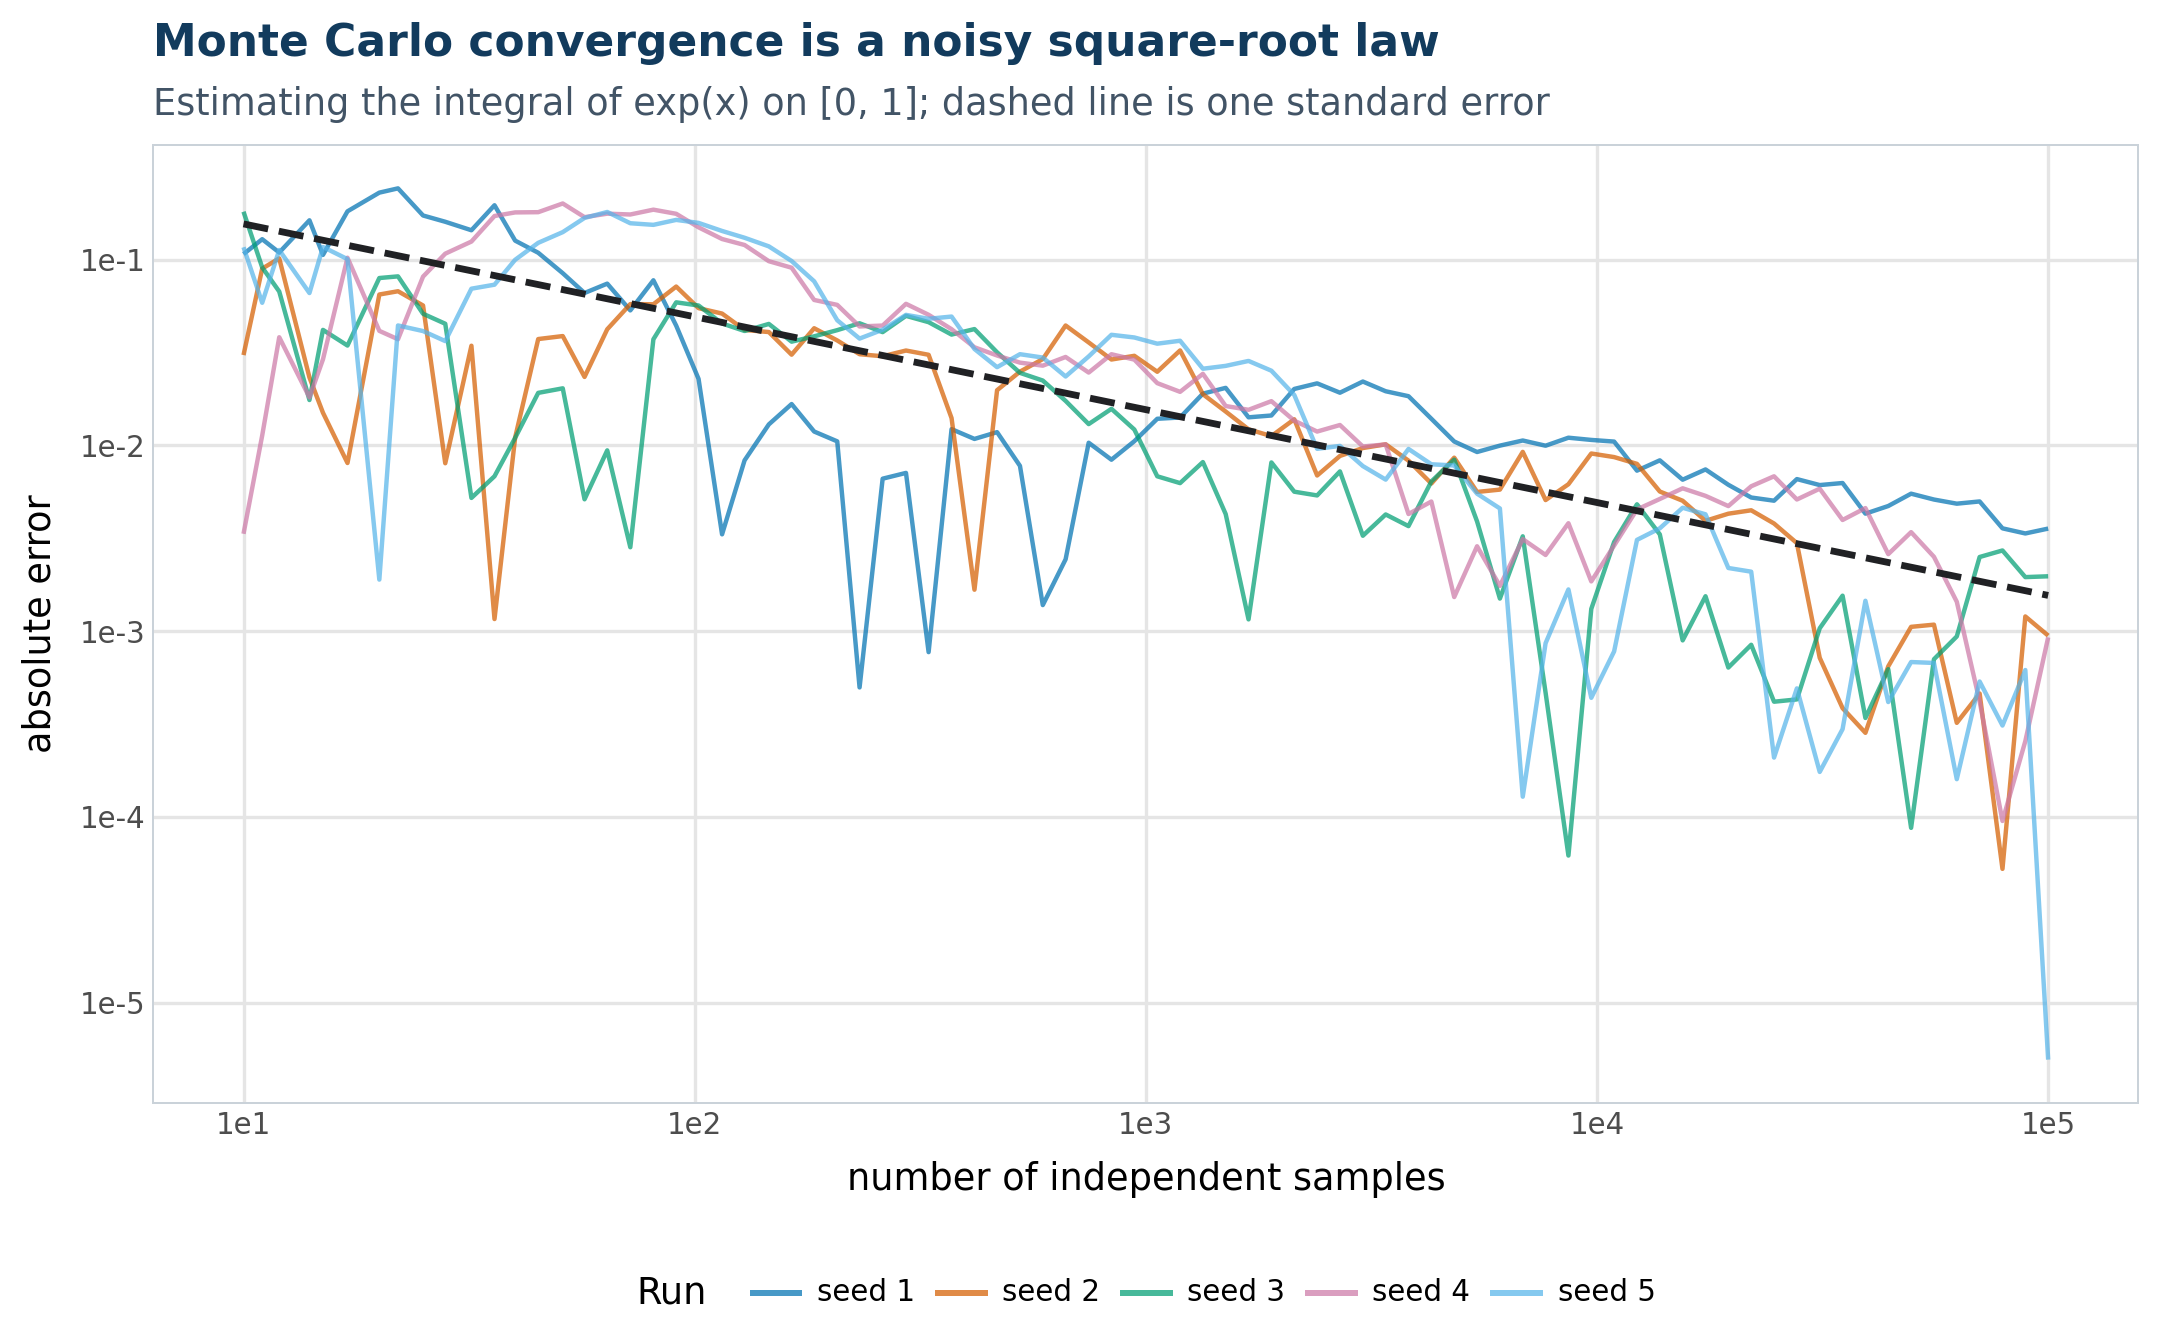 Monte Carlo convergence is a noisy square-root law
Estimating the integral of exp(x) on [0, 1]; dashed line is one standard error
absolute error
1e-1
1e-2
1e-3
1e-4
1e-5
1e1 1e2 1e3 1e4 1e5
number of independent samples
Run seed 1 seed 2 seed 3 seed 4 seed 5